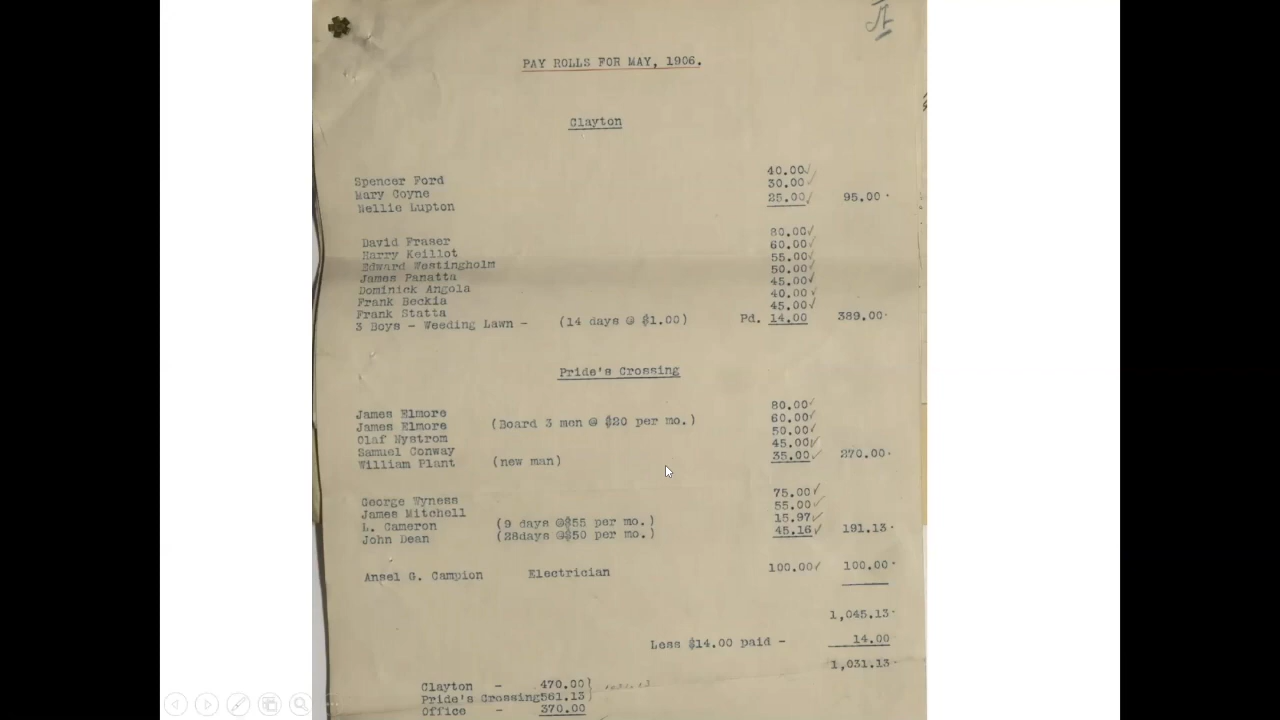 PAY ROLLS FOR MAY, 1906.
Clayton
Spencer Ford 40.00
Mary Coyne 30.00
Nellie Lupton 25.00 95.00
David Fraser 80.00
Harry Keillot 60.00
Edward Westingholm 55.00
James Panatta 50.00
Dominick Angola 45.00
Frank Beckia 40.00
Frank Statta 45.00
3 Boys - Weeding Lawn - (14 days @ $1.00) Pd. 14.00 389.00
Pride's Crossing
James Elmore 80.00
James Elmore (Board 3 men @ $20 per mo.) 60.00
Olaf Nystrom 50.00
Samuel Conway 45.00
William Plant (new man) 35.00 270.00
George Wyness 75.00
James Mitchell 55.00
L. Cameron (9 days @$55 per mo.) 15.97
John Dean (28days @$50 per mo.) 45.16 191.13
Ansel G. Campion Electrician 100.00 100.00
1,045.13
Less $14.00 paid - 14.00
1,031.13
Clayton - 470.00
Pride's Crossing561.13
Office - 370.00